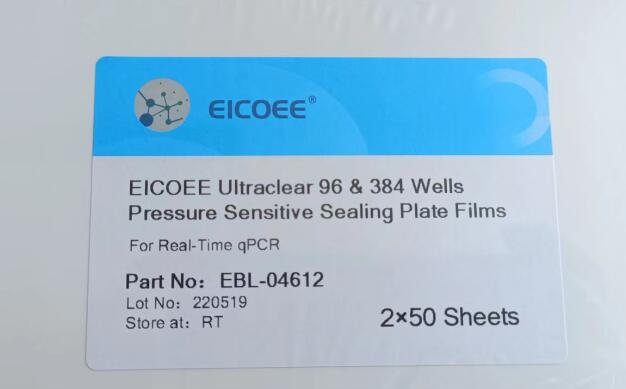 EICOEE®
EICOEE Ultraclear 96 & 384 Wells
Pressure Sensitive Sealing Plate Films
For Real-Time qPCR
Part No： EBL-04612
Lot No： 220519
Store at： RT
2×50 Sheets